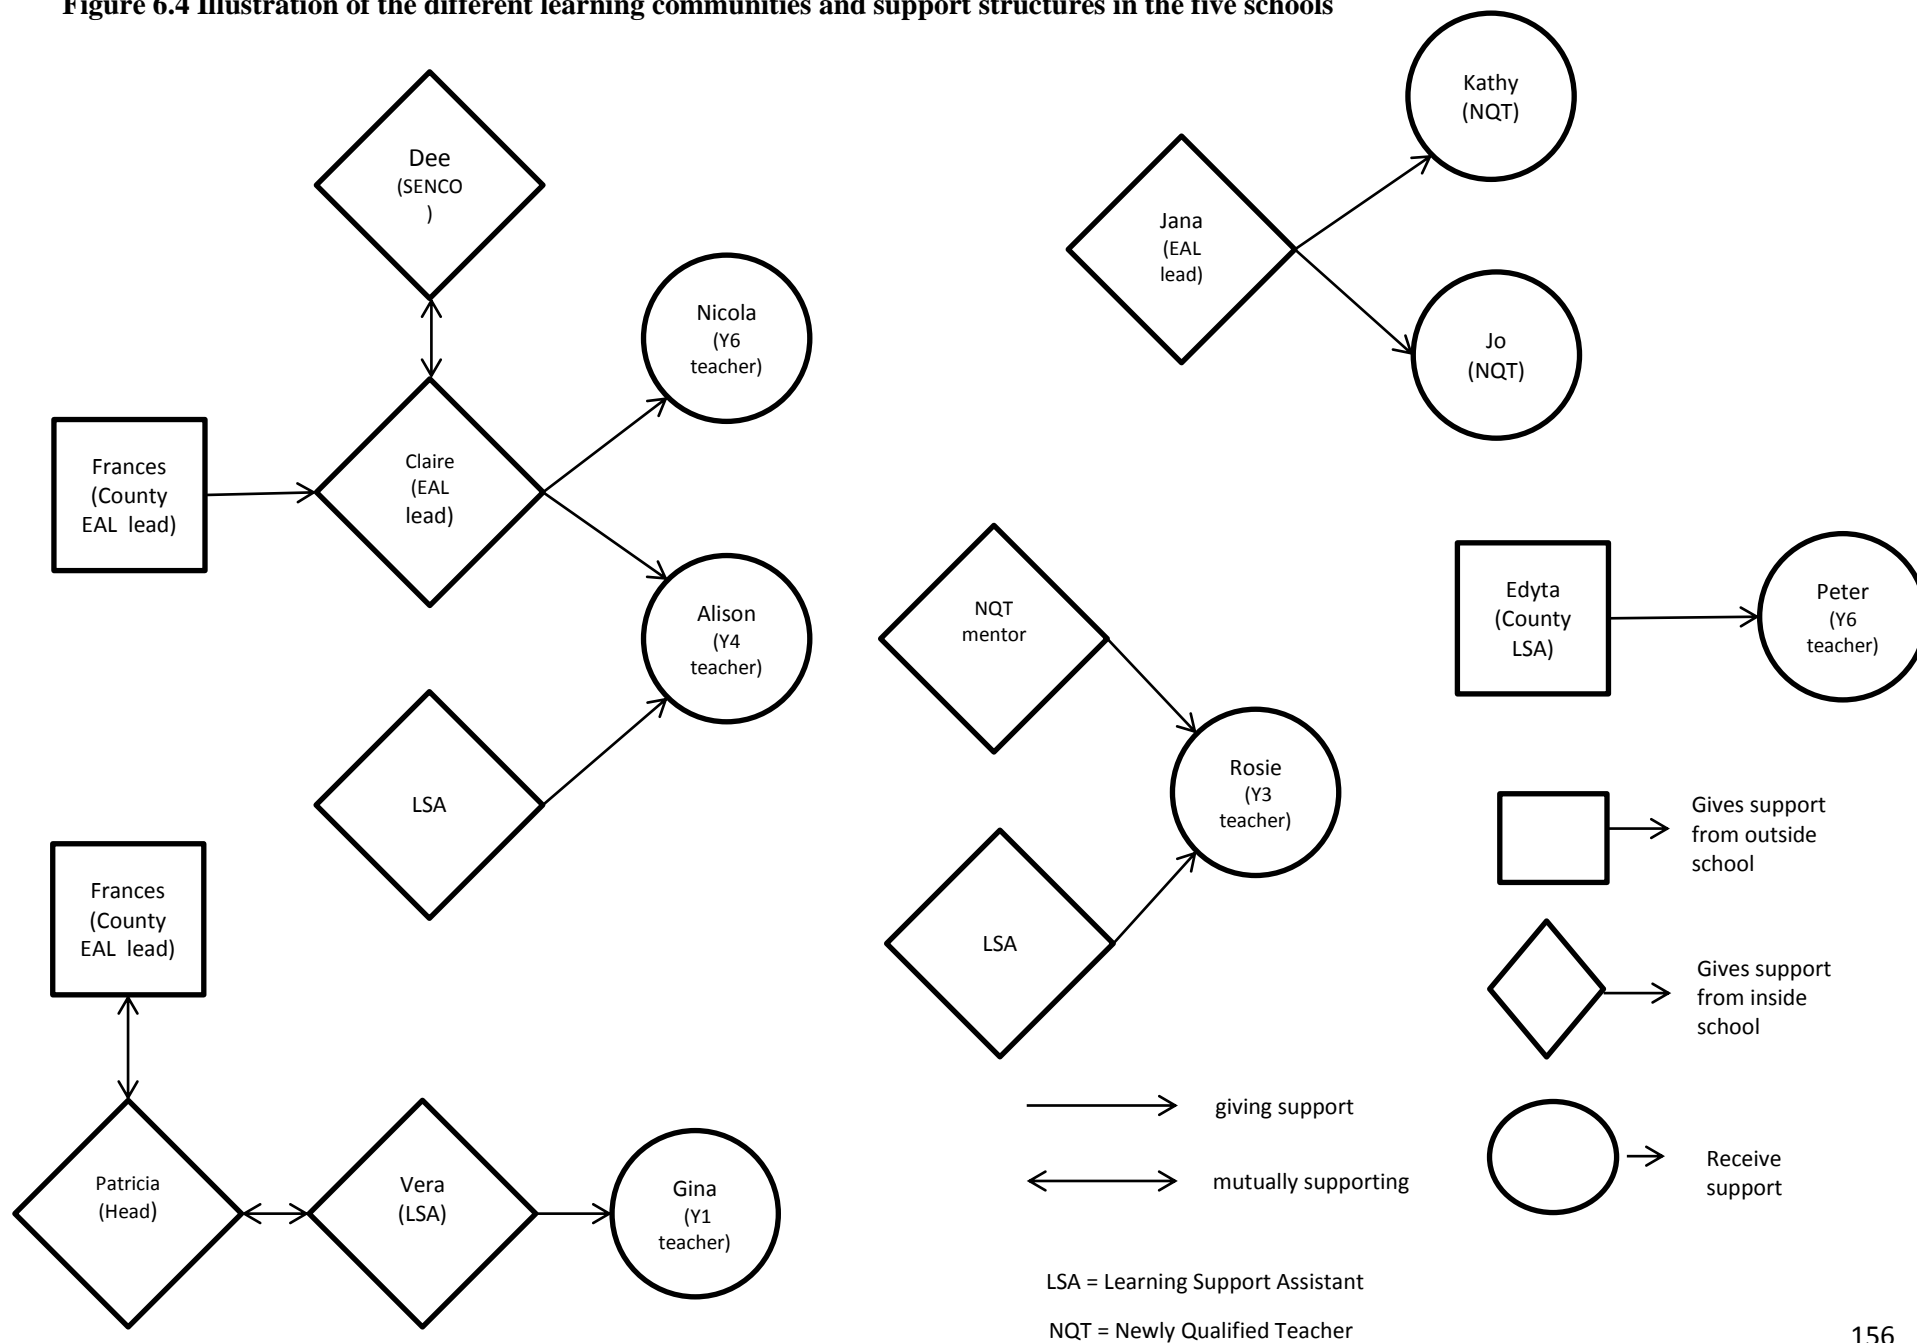 Figure 6.4 Illustration of the different learning communities and support structures in the five schools
Dee
(SENCO
)
Nicola
(Y6
teacher)
Frances
(County
EAL lead)
Claire
(EAL
lead)
Alison
(Y4
teacher)
LSA
Frances
(County
EAL lead)
Patricia
(Head)
Vera
(LSA)
Gina
(Y1
teacher)
Kathy
(NQT)
Jana
(EAL
lead)
Jo
(NQT)
NQT
mentor
Rosie
(Y3
teacher)
LSA
Edyta
(County
LSA)
Peter
(Y6
teacher)
Gives support
from outside
school
Gives support
from inside
school
Receive
support
giving support
mutually supporting
LSA = Learning Support Assistant
NQT = Newly Qualified Teacher
156